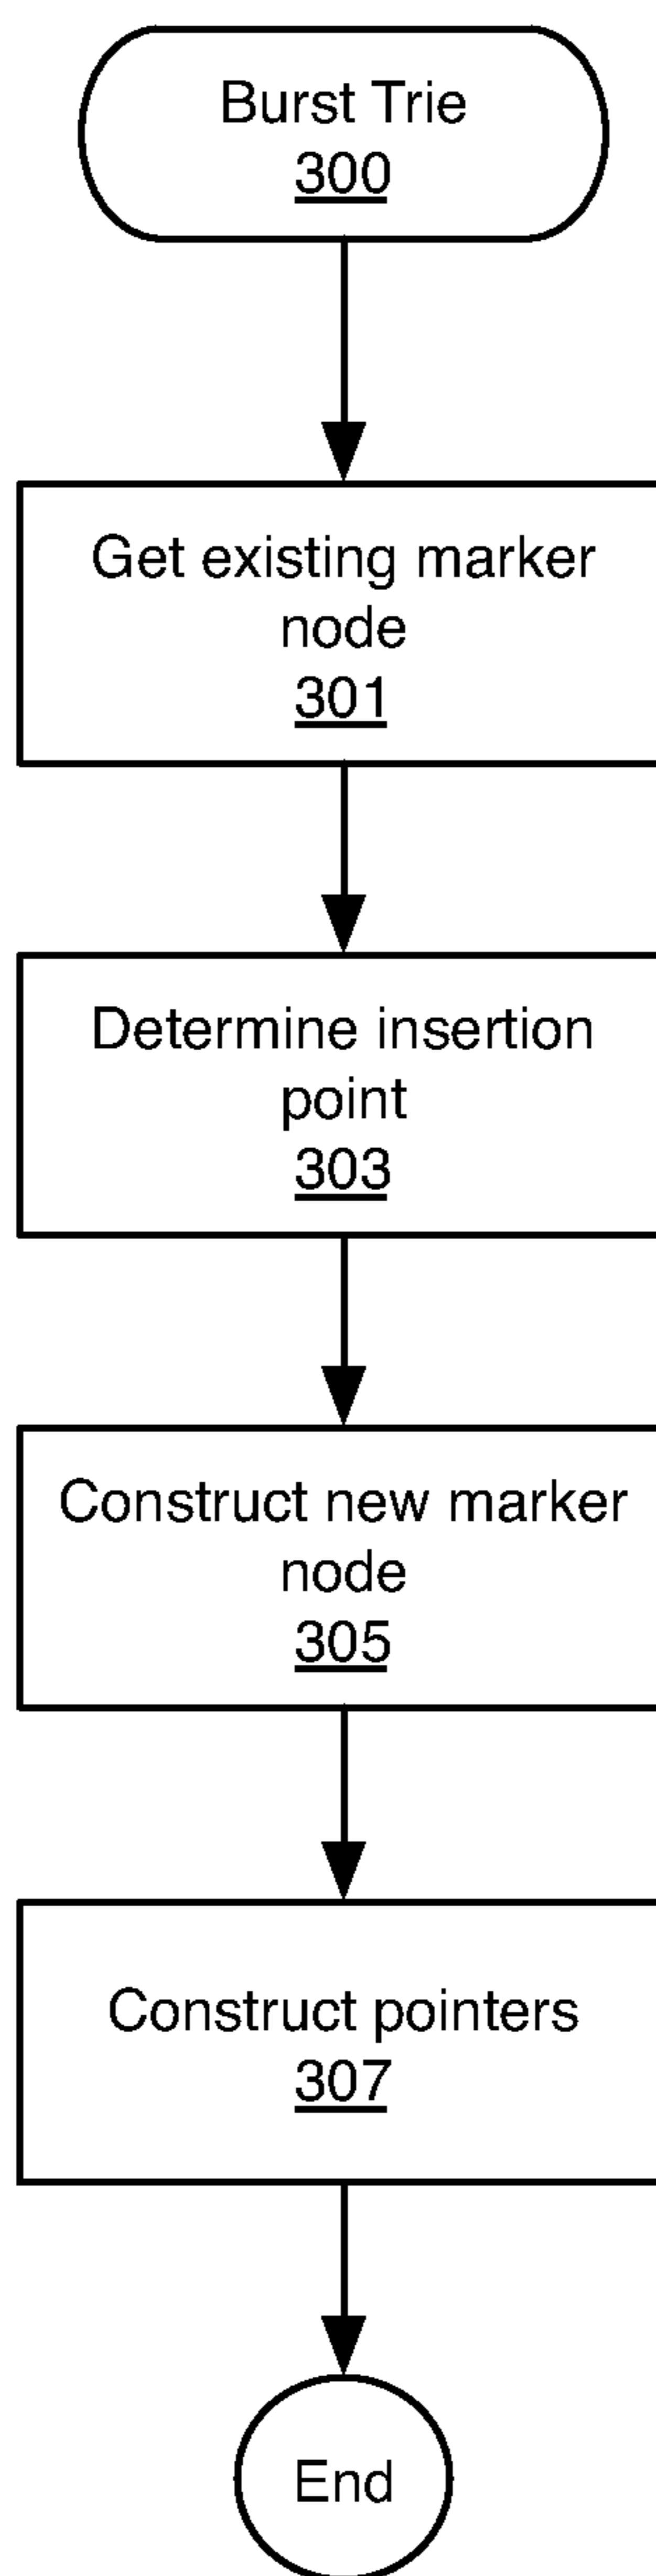 Burst Trie
300
Get existing marker
node
301
Determine insertion
point
303
Construct new marker
node
305
Construct pointers
307
End